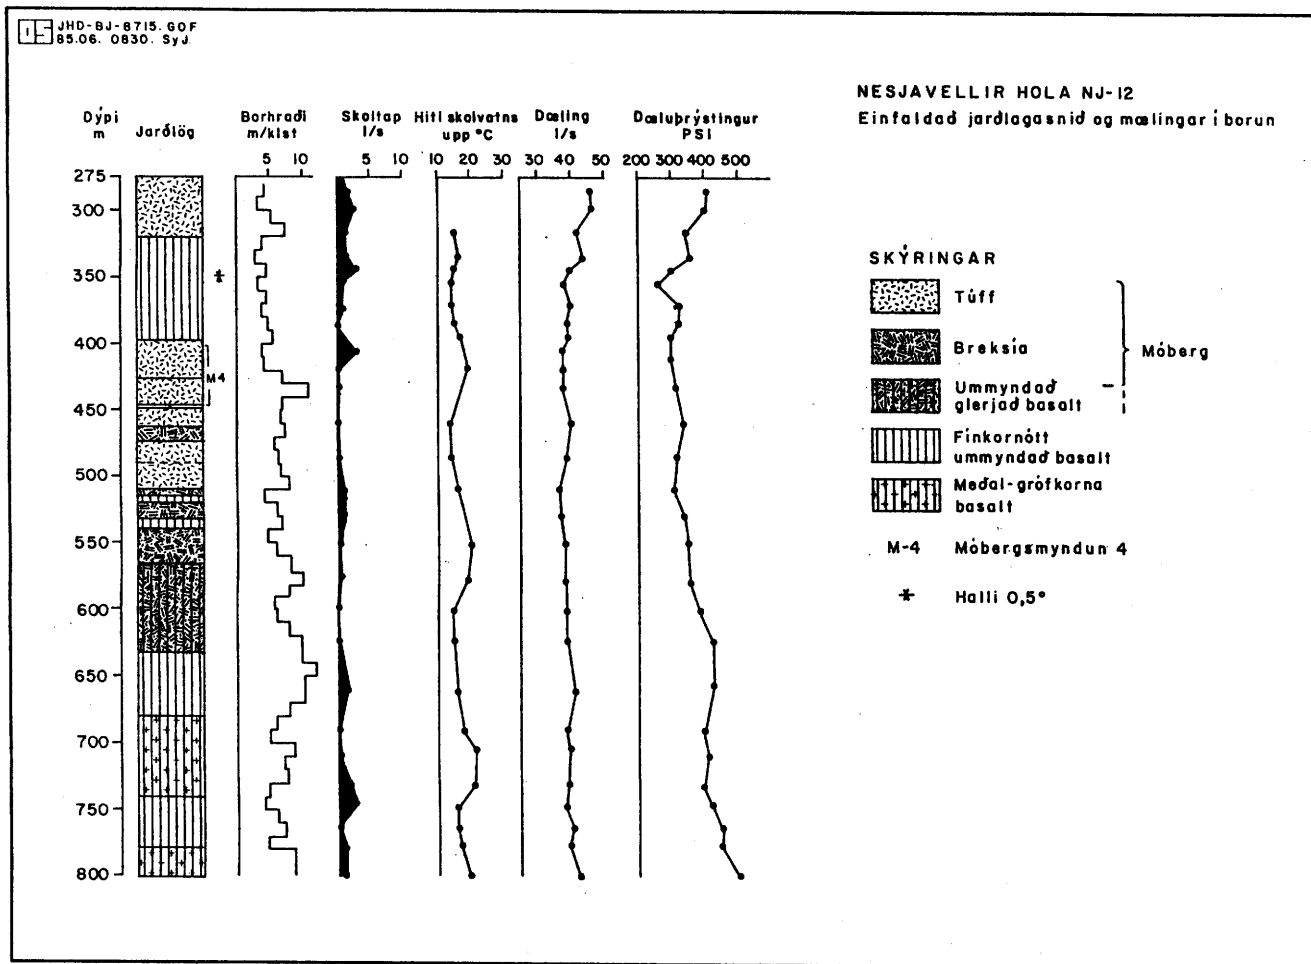 JHD-BJ-8715. GOF
85.06. 0830. SyJ.
NESJAVELLIR HOLA NJ-12
Einfaldað jarðlagasnið og mælingar í borun
Dýpi
m
Jarðlög
Borhraði
m/klst
Skoltap
l/s
Hiti skolvatns
upp °C
Dæling
l/s
Dæluþrýstingur
PSI
5 10
5 10
10 20 30
30 40 50
200 300 400 500
275
300
350
400
450
500
550
600
650
700
750
800
M-4
SKÝRINGAR
Túff
Breksía
Móberg
Ummyndað
glerjað basalt
Fínkornótt
ummyndað basalt
Meðal-grófkorna
basalt
M-4 Móbergsmyndun 4
* Halli 0,5°